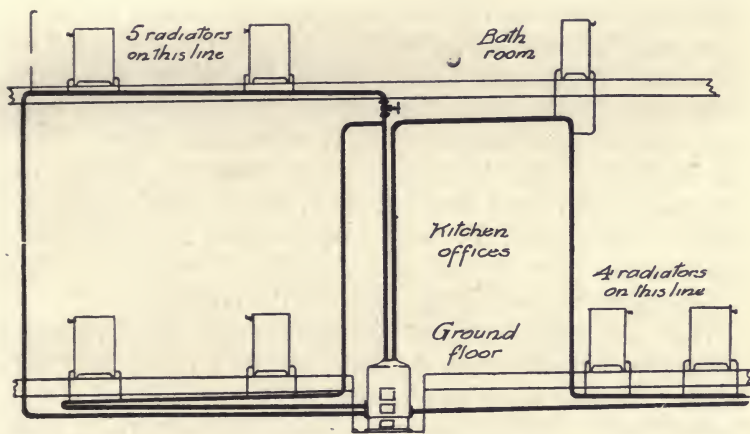 5 radiators
on this line
Bath
room
Kitchen
offices
4 radiators
on this line
Ground
floor